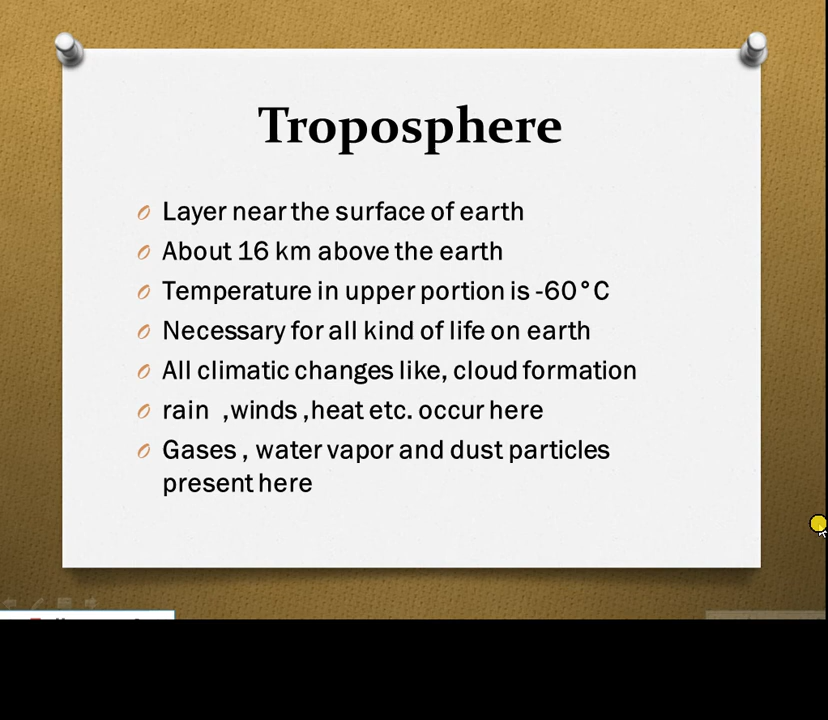 Troposphere
Layer near the surface of earth
About 16 km above the earth
Temperature in upper portion is -60°C
Necessary for all kind of life on earth
All climatic changes like, cloud formation
rain ,winds ,heat etc. occur here
Gases , water vapor and dust particles
present here